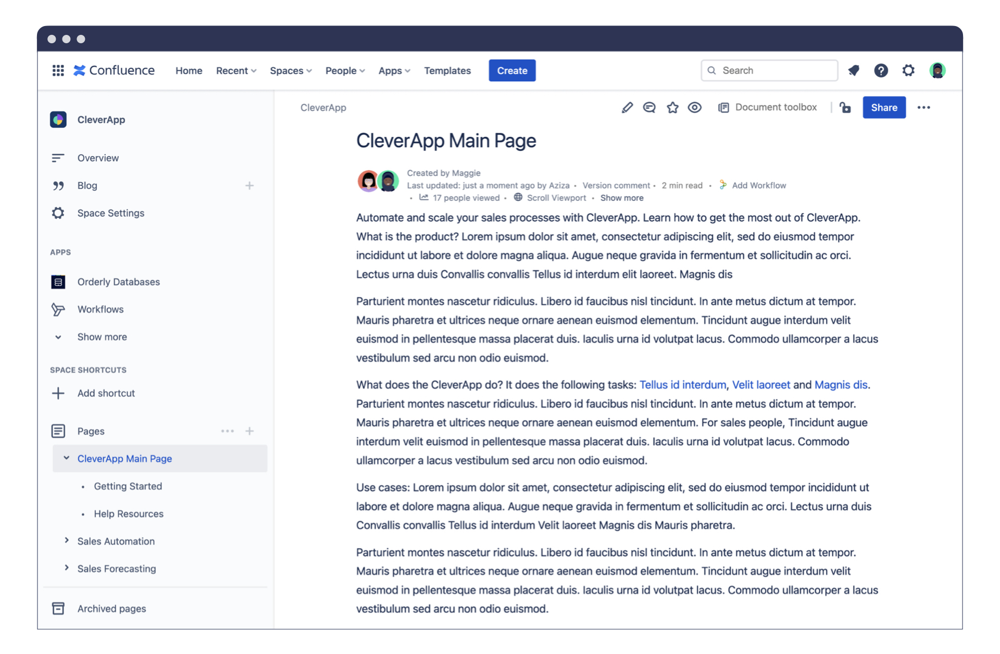 Confluence
Home
Recent
Spaces
People
Apps
Templates
Create
Search
CleverApp
Overview
Blog
Space Settings
APPS
Orderly Databases
Workflows
Show more
SPACE SHORTCUTS
Add shortcut
Pages
CleverApp Main Page
• Getting Started
• Help Resources
Sales Automation
Sales Forecasting
Archived pages
CleverApp
Document toolbox
Share
CleverApp Main Page
Created by Maggie
Last updated: just a moment ago by Aziza • Version comment • 2 min read • Add Workflow
• 17 people viewed • Scroll Viewport • Show more
Automate and scale your sales processes with CleverApp. Learn how to get the most out of CleverApp.
What is the product? Lorem ipsum dolor sit amet, consectetur adipiscing elit, sed do eiusmod tempor
incididunt ut labore et dolore magna aliqua. Augue neque gravida in fermentum et sollicitudin ac orci.
Lectus urna duis Convallis convallis Tellus id interdum elit laoreet. Magnis dis
Parturient montes nascetur ridiculus. Libero id faucibus nisl tincidunt. In ante metus dictum at tempor.
Mauris pharetra et ultrices neque ornare aenean euismod elementum. Tincidunt augue interdum velit
euismod in pellentesque massa placerat duis. Iaculis urna id volutpat lacus. Commodo ullamcorper a lacus
vestibulum sed arcu non odio euismod.
What does the CleverApp do? It does the following tasks: Tellus id interdum, Velit laoreet and Magnis dis.
Parturient montes nascetur ridiculus. Libero id faucibus nisl tincidunt. In ante metus dictum at tempor.
Mauris pharetra et ultrices neque ornare aenean euismod elementum. For sales people, Tincidunt augue
interdum velit euismod in pellentesque massa placerat duis. Iaculis urna id volutpat lacus. Commodo
ullamcorper a lacus vestibulum sed arcu non odio euismod.
Use cases: Lorem ipsum dolor sit amet, consectetur adipiscing elit, sed do eiusmod tempor incididunt ut
labore et dolore magna aliqua. Augue neque gravida in fermentum et sollicitudin ac orci. Lectus urna duis
Convallis convallis Tellus id interdum Velit laoreet Magnis dis Mauris pharetra.
Parturient montes nascetur ridiculus. Libero id faucibus nisl tincidunt. In ante metus dictum at tempor.
Mauris pharetra et ultrices neque ornare aenean euismod elementum. Tincidunt augue interdum velit
euismod in pellentesque massa placerat duis. Iaculis urna id volutpat lacus. Commodo ullamcorper a lacus
vestibulum sed arcu non odio euismod.